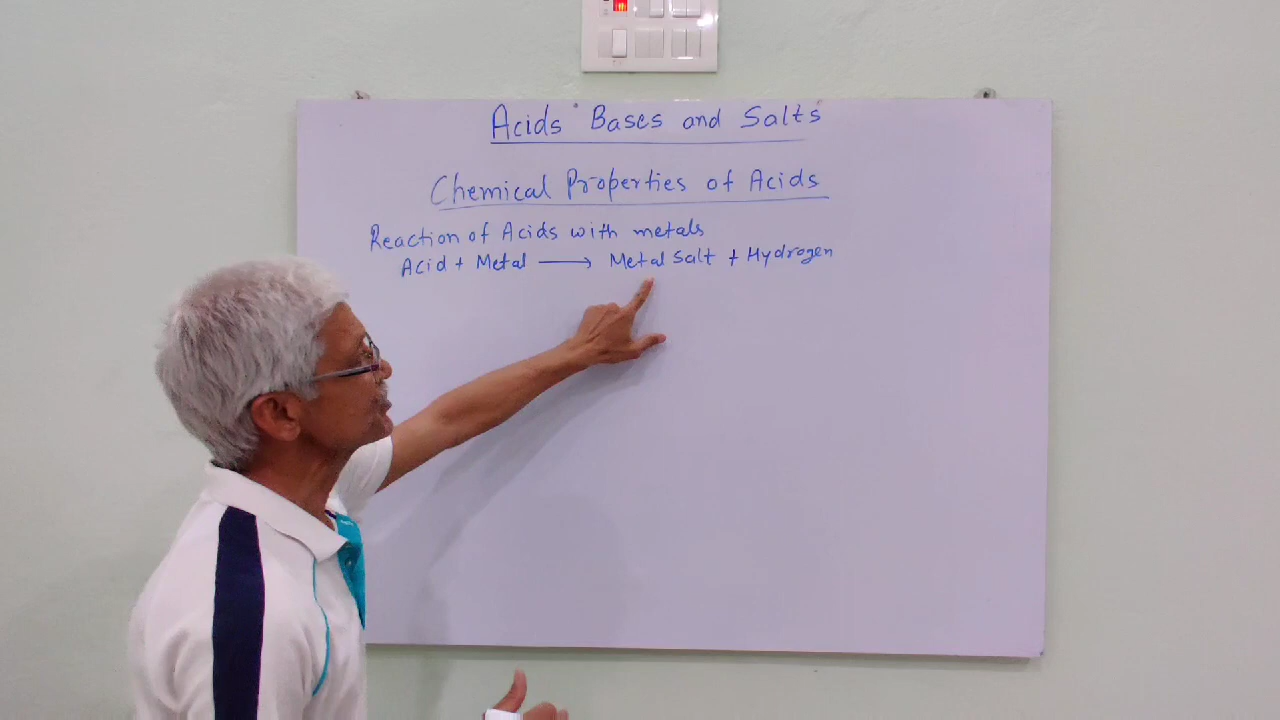 Acids Bases and Salts
Chemical Properties of Acids
Reaction of Acids with metals
Acid + Metal ⟶ Metal Salt + Hydrogen